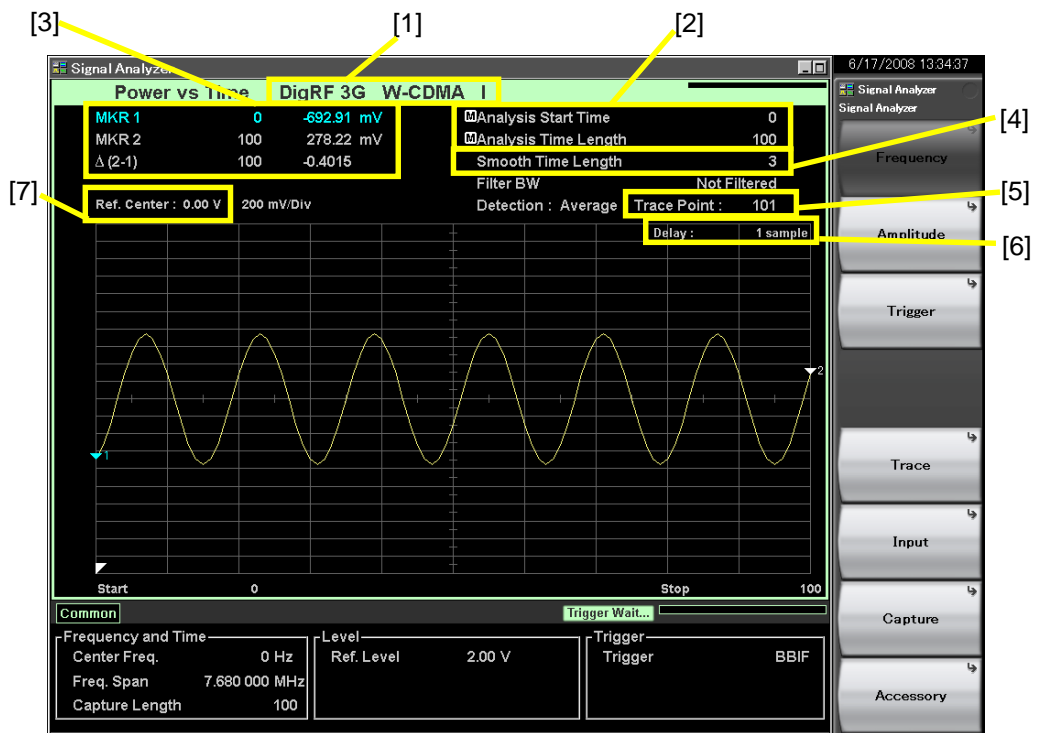 [3] [1] [2]
Signal Analyzer
6/17/2008 13:34:37
Power vs Time DigRF 3G W-CDMA I
Signal Analyzer
Signal Analyzer
MKR 1 0 -692.91 mV
MKR 2 100 278.22 mV
Δ (2-1) 100 -0.4015
M Analysis Start Time 0
M Analysis Time Length 100
Smooth Time Length 3
Filter BW Not Filtered
Detection : Average Trace Point : 101
Ref. Center : 0.00 V 200 mV/Div
Delay : 1 sample
[4]
[5]
[6]
[7]
1
2
Start 0 Stop 100
Common
Trigger Wait...
Frequency and Time
Center Freq. 0 Hz
Freq. Span 7.680 000 MHz
Capture Length 100
Level
Ref. Level 2.00 V
Trigger
Trigger BBIF
Frequency
Amplitude
Trigger
Trace
Input
Capture
Accessory